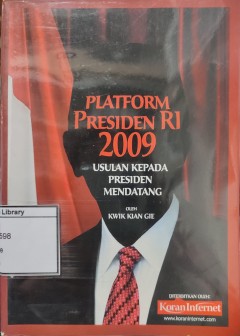 PLATFORM
PRESIDEN RI
2009
USULAN KEPADA
PRESIDEN
MENDATANG
OLEH
KWIK KIAN GIE
Library
598
DITERBITKAN OLEH:
KoranInternet
www.koraninternet.com